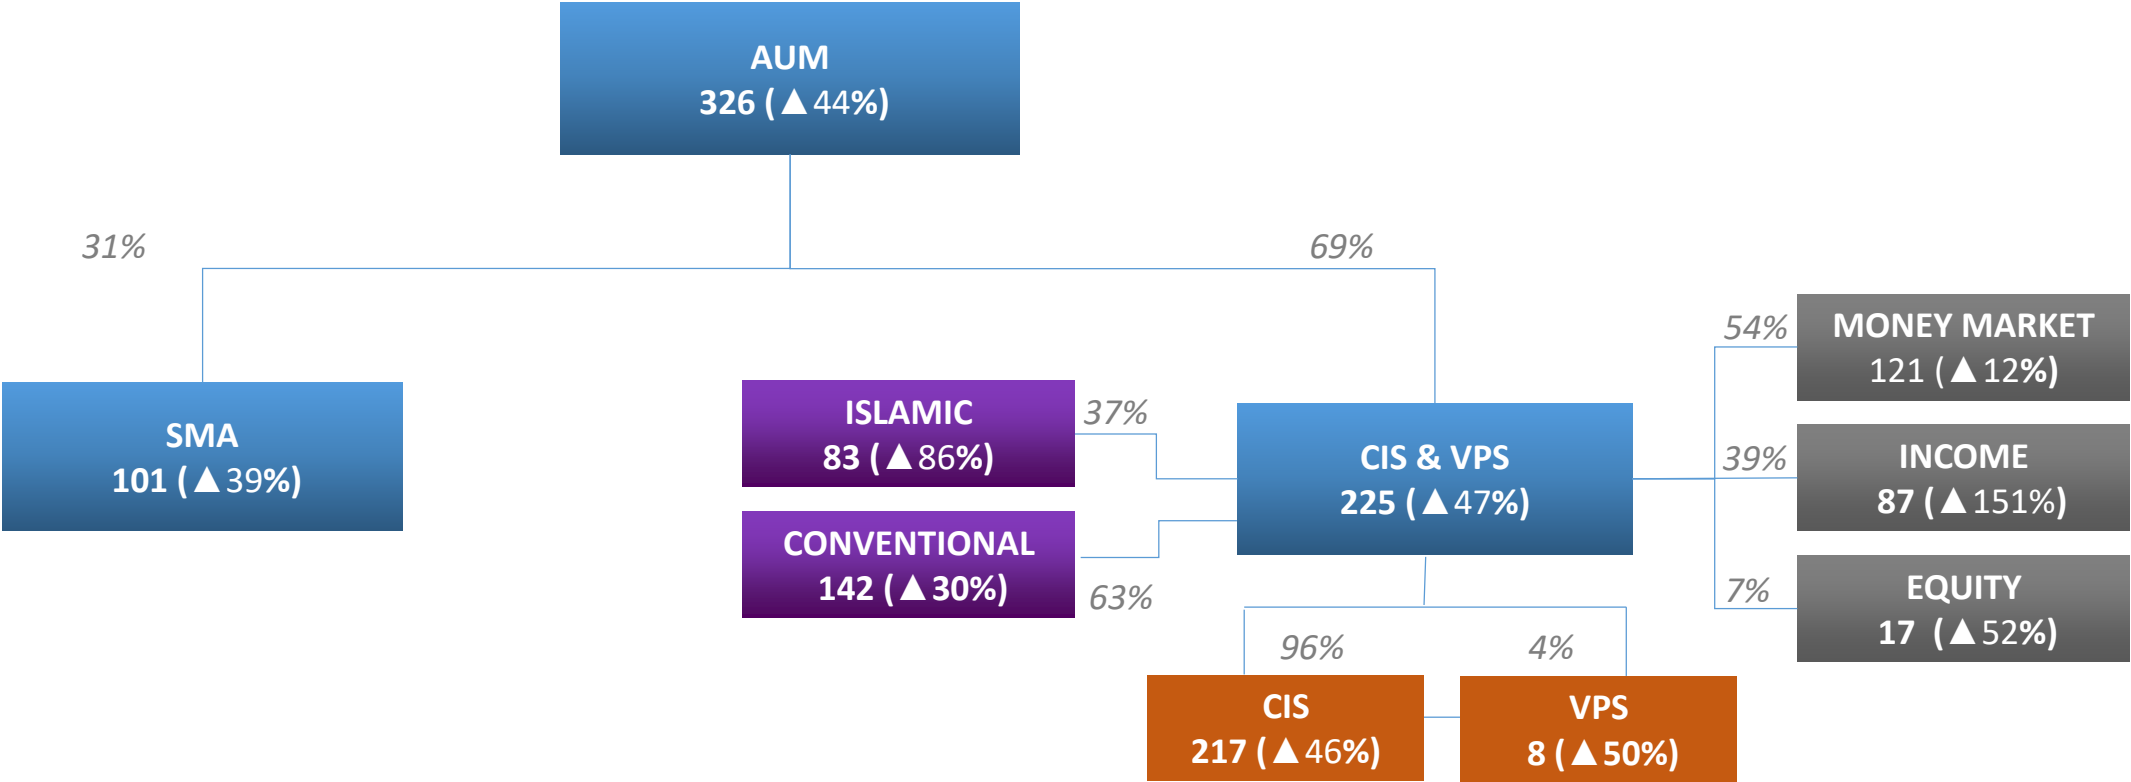 AUM
326 (▲44%)
31%
69%
SMA
101 (▲39%)
ISLAMIC
83 (▲86%)
37%
CONVENTIONAL
142 (▲30%)
63%
CIS & VPS
225 (▲47%)
54%
MONEY MARKET
121 (▲12%)
39%
INCOME
87 (▲151%)
7%
EQUITY
17 (▲52%)
96%
4%
CIS
217 (▲46%)
VPS
8 (▲50%)